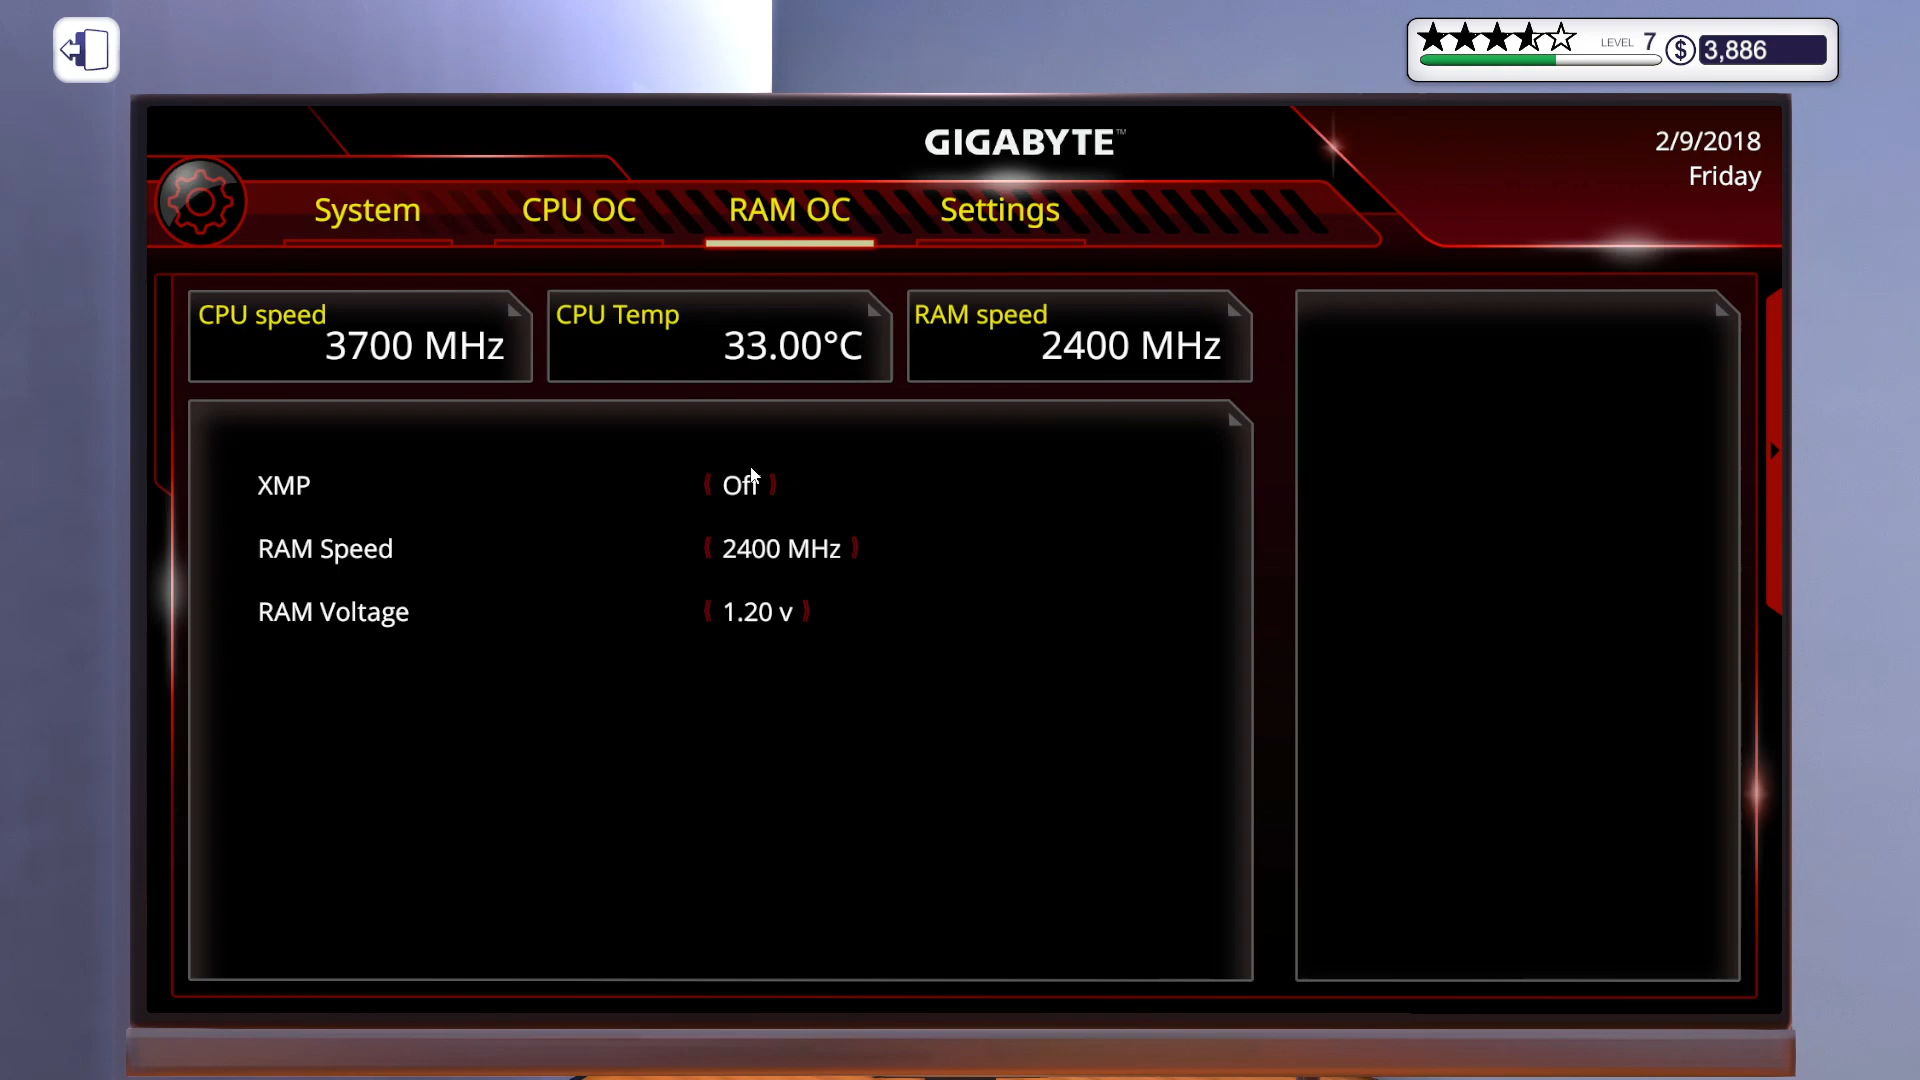 LEVEL 7
$ 3,886
GIGABYTE™
2/9/2018
Friday
System
CPU OC
RAM OC
Settings
CPU speed
3700 MHz
CPU Temp
33.00°C
RAM speed
2400 MHz
XMP
Off
RAM Speed
2400 MHz
RAM Voltage
1.20 v